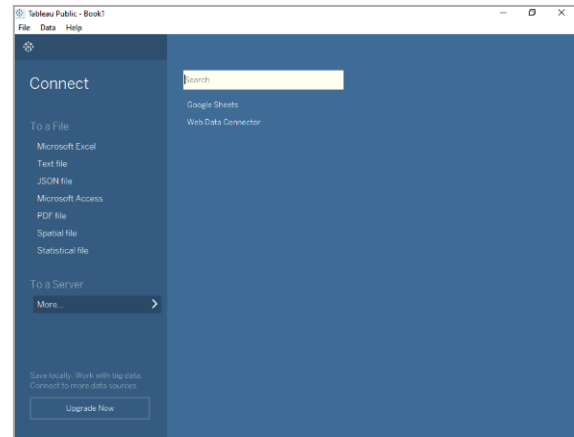 Tableau Public - Book1
File Data Help
Connect
Search
Google Sheets
Web Data Connector
To a File
Microsoft Excel
Text file
JSON file
Microsoft Access
PDF file
Spatial file
Statistical file
To a Server
More...
Save locally. Work with big data.
Connect to more data sources.
Upgrade Now